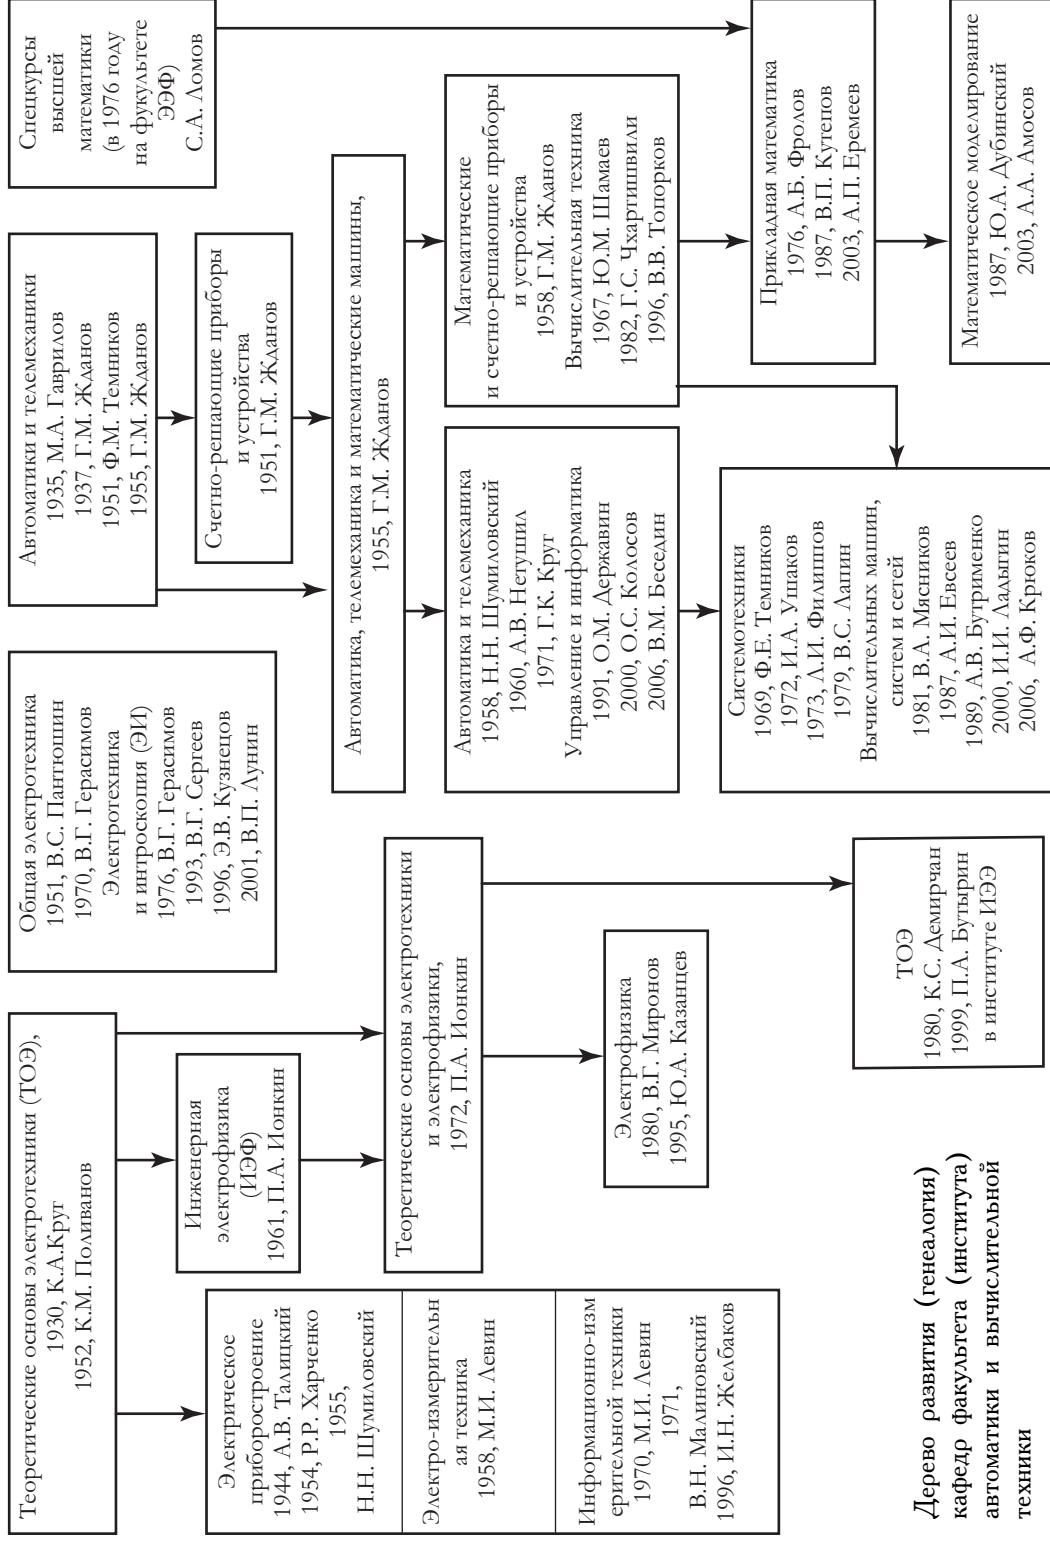 Теоретические основы электротехники (ТОЭ),
1930, К.А.Круг
1952, К.М. Поливанов
Общая электротехника
1951, В.С. Пантюшин
1970, В.Г. Герасимов
Электротехника
и интроскопия (ЭИ)
1976, В.Г. Герасимов
1993, В.Г. Сергеев
1996, Э.В. Кузнецов
2001, В.П. Лунин
Автоматики и телемеханики
1935, М.А. Гаврилов
1937, Г.М. Жданов
1951, Ф.М. Темников
1955, Г.М. Жданов
Спецкурсы
высшей
математики
(в 1976 году
на фукультете
ЭЭФ)
С.А. Ломов
Инженерная
электрофизика
(ИЭФ)
1961, П.А. Ионкин
Счетно-решающие приборы
и устройства
1951, Г.М. Жданов
Электрическое
приборостроение
1944, А.В. Талицкий
1954, Р.Р. Харченко
1955,
Н.Н. Шумиловский
Электро-измерительн
ая техника
1958, М.И. Левин
Информационно-изм
ерительной техники
1970, М.И. Левин
1971,
В.Н. Малиновский
1996, И.Н. Желбаков
Теоретические основы электротехники
и электрофизики,
1972, П.А. Ионкин
Автоматика, телемеханика и математические машины,
1955, Г.М. Жданов
Автоматика и телемеханика
1958, Н.Н. Шумиловский
1960, А.В. Нетушил
1971, Г.К. Круг
Управление и информатика
1991, О.М. Державин
2000, О.С. Колосов
2006, В.М. Беседин
Математические
и счетно-решающие приборы
и устройства
1958, Г.М. Жданов
Вычислительная техника
1967, Ю.М. Шамаев
1982, Г.С. Чхартишвили
1996, В.В. Топорков
Электрофизика
1980, В.Г. Миронов
1995, Ю.А. Казанцев
Системотехники
1969, Ф.Е. Темников
1972, И.А. Ушаков
1973, Л.И. Филиппов
1979, В.С. Лапин
Вычислительных машин,
систем и сетей
1981, В.А. Мясников
1987, А.И. Евсеев
1989, А.В. Бутрименко
2000, И.И. Ладыгин
2006, А.Ф. Крюков
Прикладная математика
1976, А.Б. Фролов
1987, В.П. Кутепов
2003, А.П. Еремеев
ТОЭ
1980, К.С. Демирчан
1999, П.А. Бутырин
в институте ИЭЭ
Математическое моделирование
1987, Ю.А. Дубинский
2003, А.А. Амосов
Дерево развития (генеалогия)
кафедр факультета (института)
автоматики и вычислительной
техники